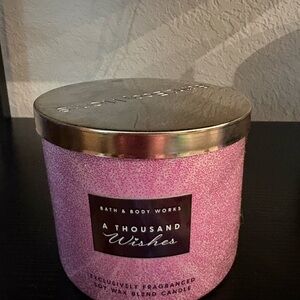 BATH & BODY WORKS
A THOUSAND
Wishes
EXCLUSIVELY FRAGRANCED
SOY WAX BLEND CANDLE